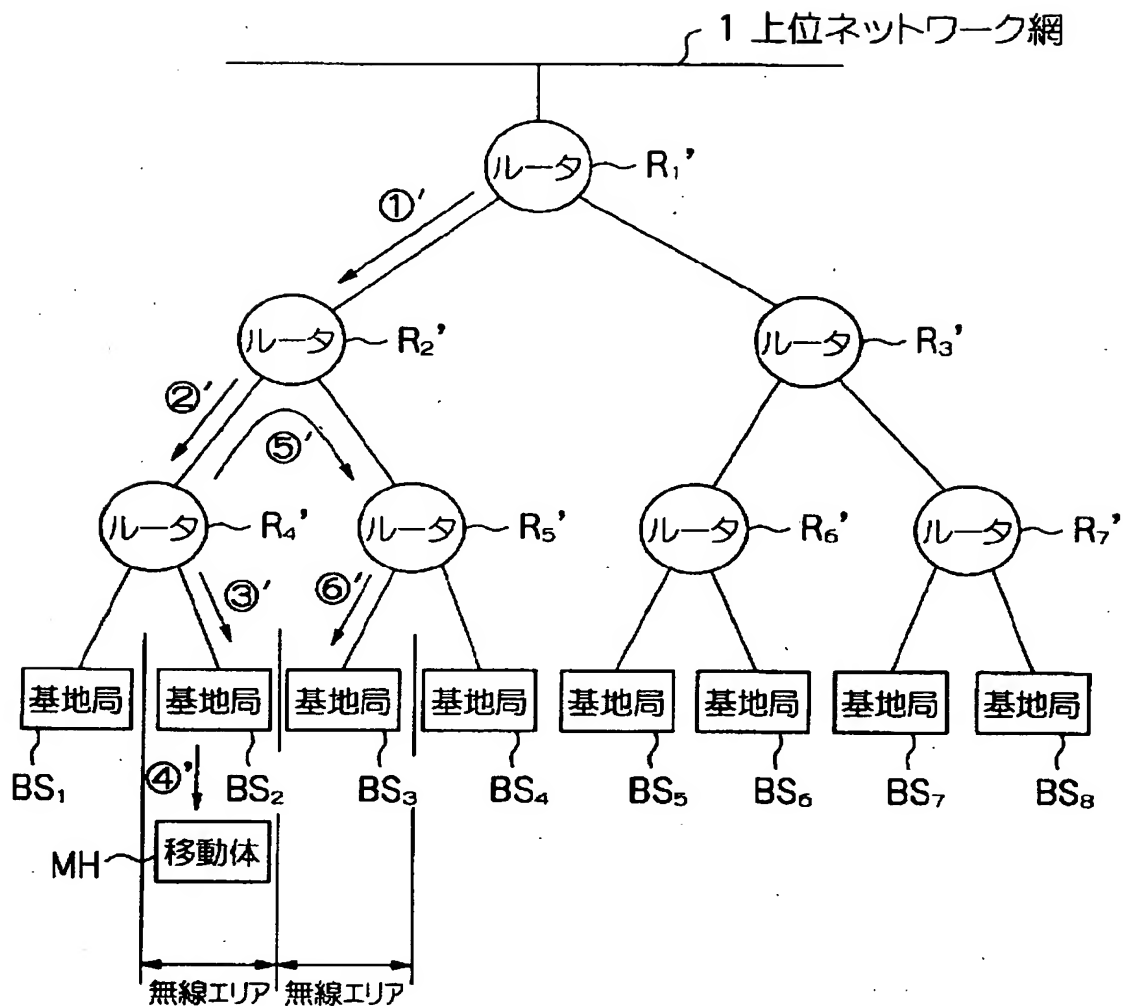 1 上位ネットワーク網
ルータ R₁'
①'
ルータ R₂'
ルータ R₃'
②'
⑤'
ルータ R₄'
ルータ R₅'
ルータ R₆'
ルータ R₇'
③'
⑥'
基地局 基地局 基地局 基地局 基地局 基地局 基地局 基地局
BS₁ ④' BS₂ BS₃ BS₄ BS₅ BS₆ BS₇ BS₈
MH 移動体
無線エリア 無線エリア